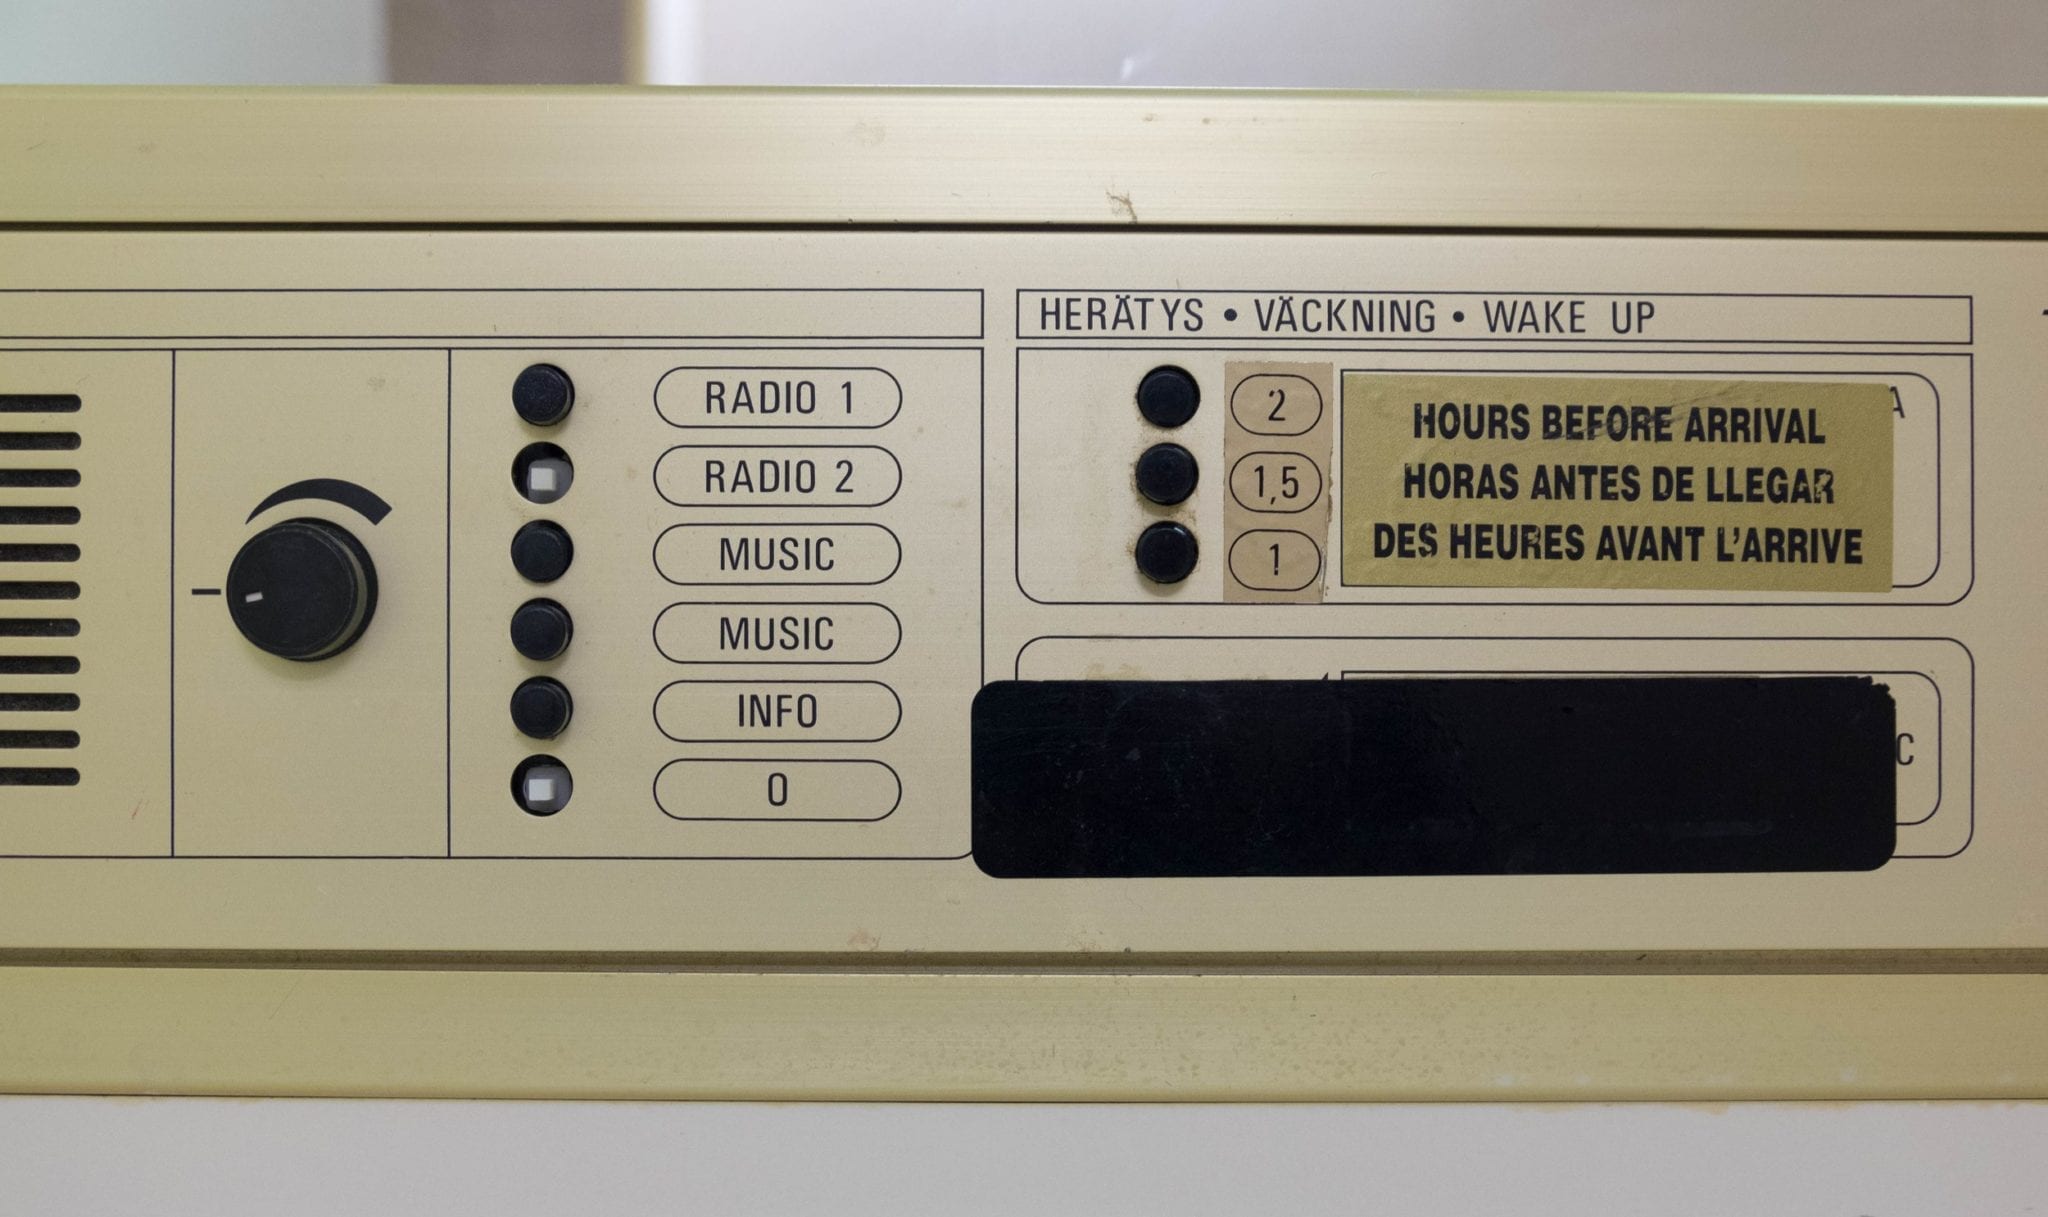 RADIO 1
RADIO 2
MUSIC
MUSIC
INFO
0
HERÄTYS • VÄCKNING • WAKE UP
2
1,5
1
A
HOURS BEFORE ARRIVAL
HORAS ANTES DE LLEGAR
DES HEURES AVANT L'ARRIVE
C